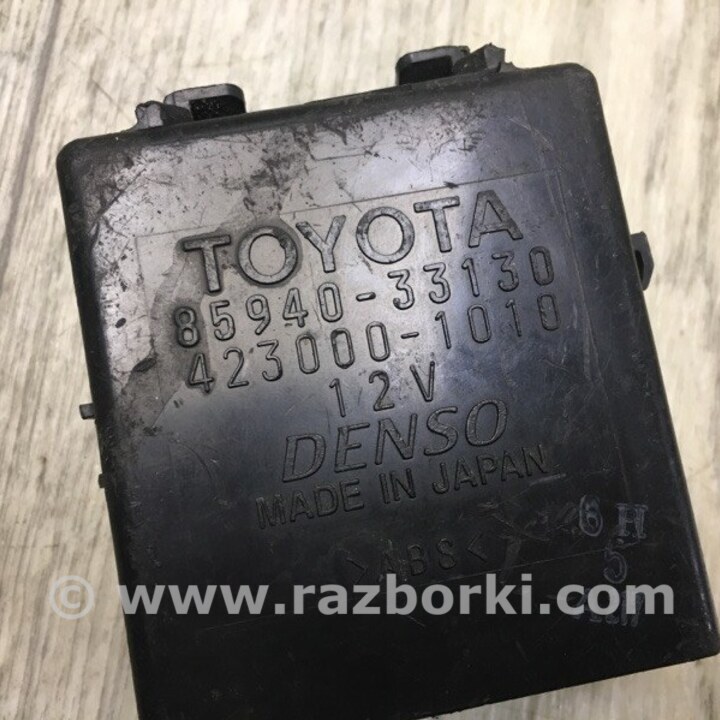 TOYOTA
85940-33130
423000-1010
12V
DENSO
MADE IN JAPAN
6H
>ABS<
5
© www.razborki.com